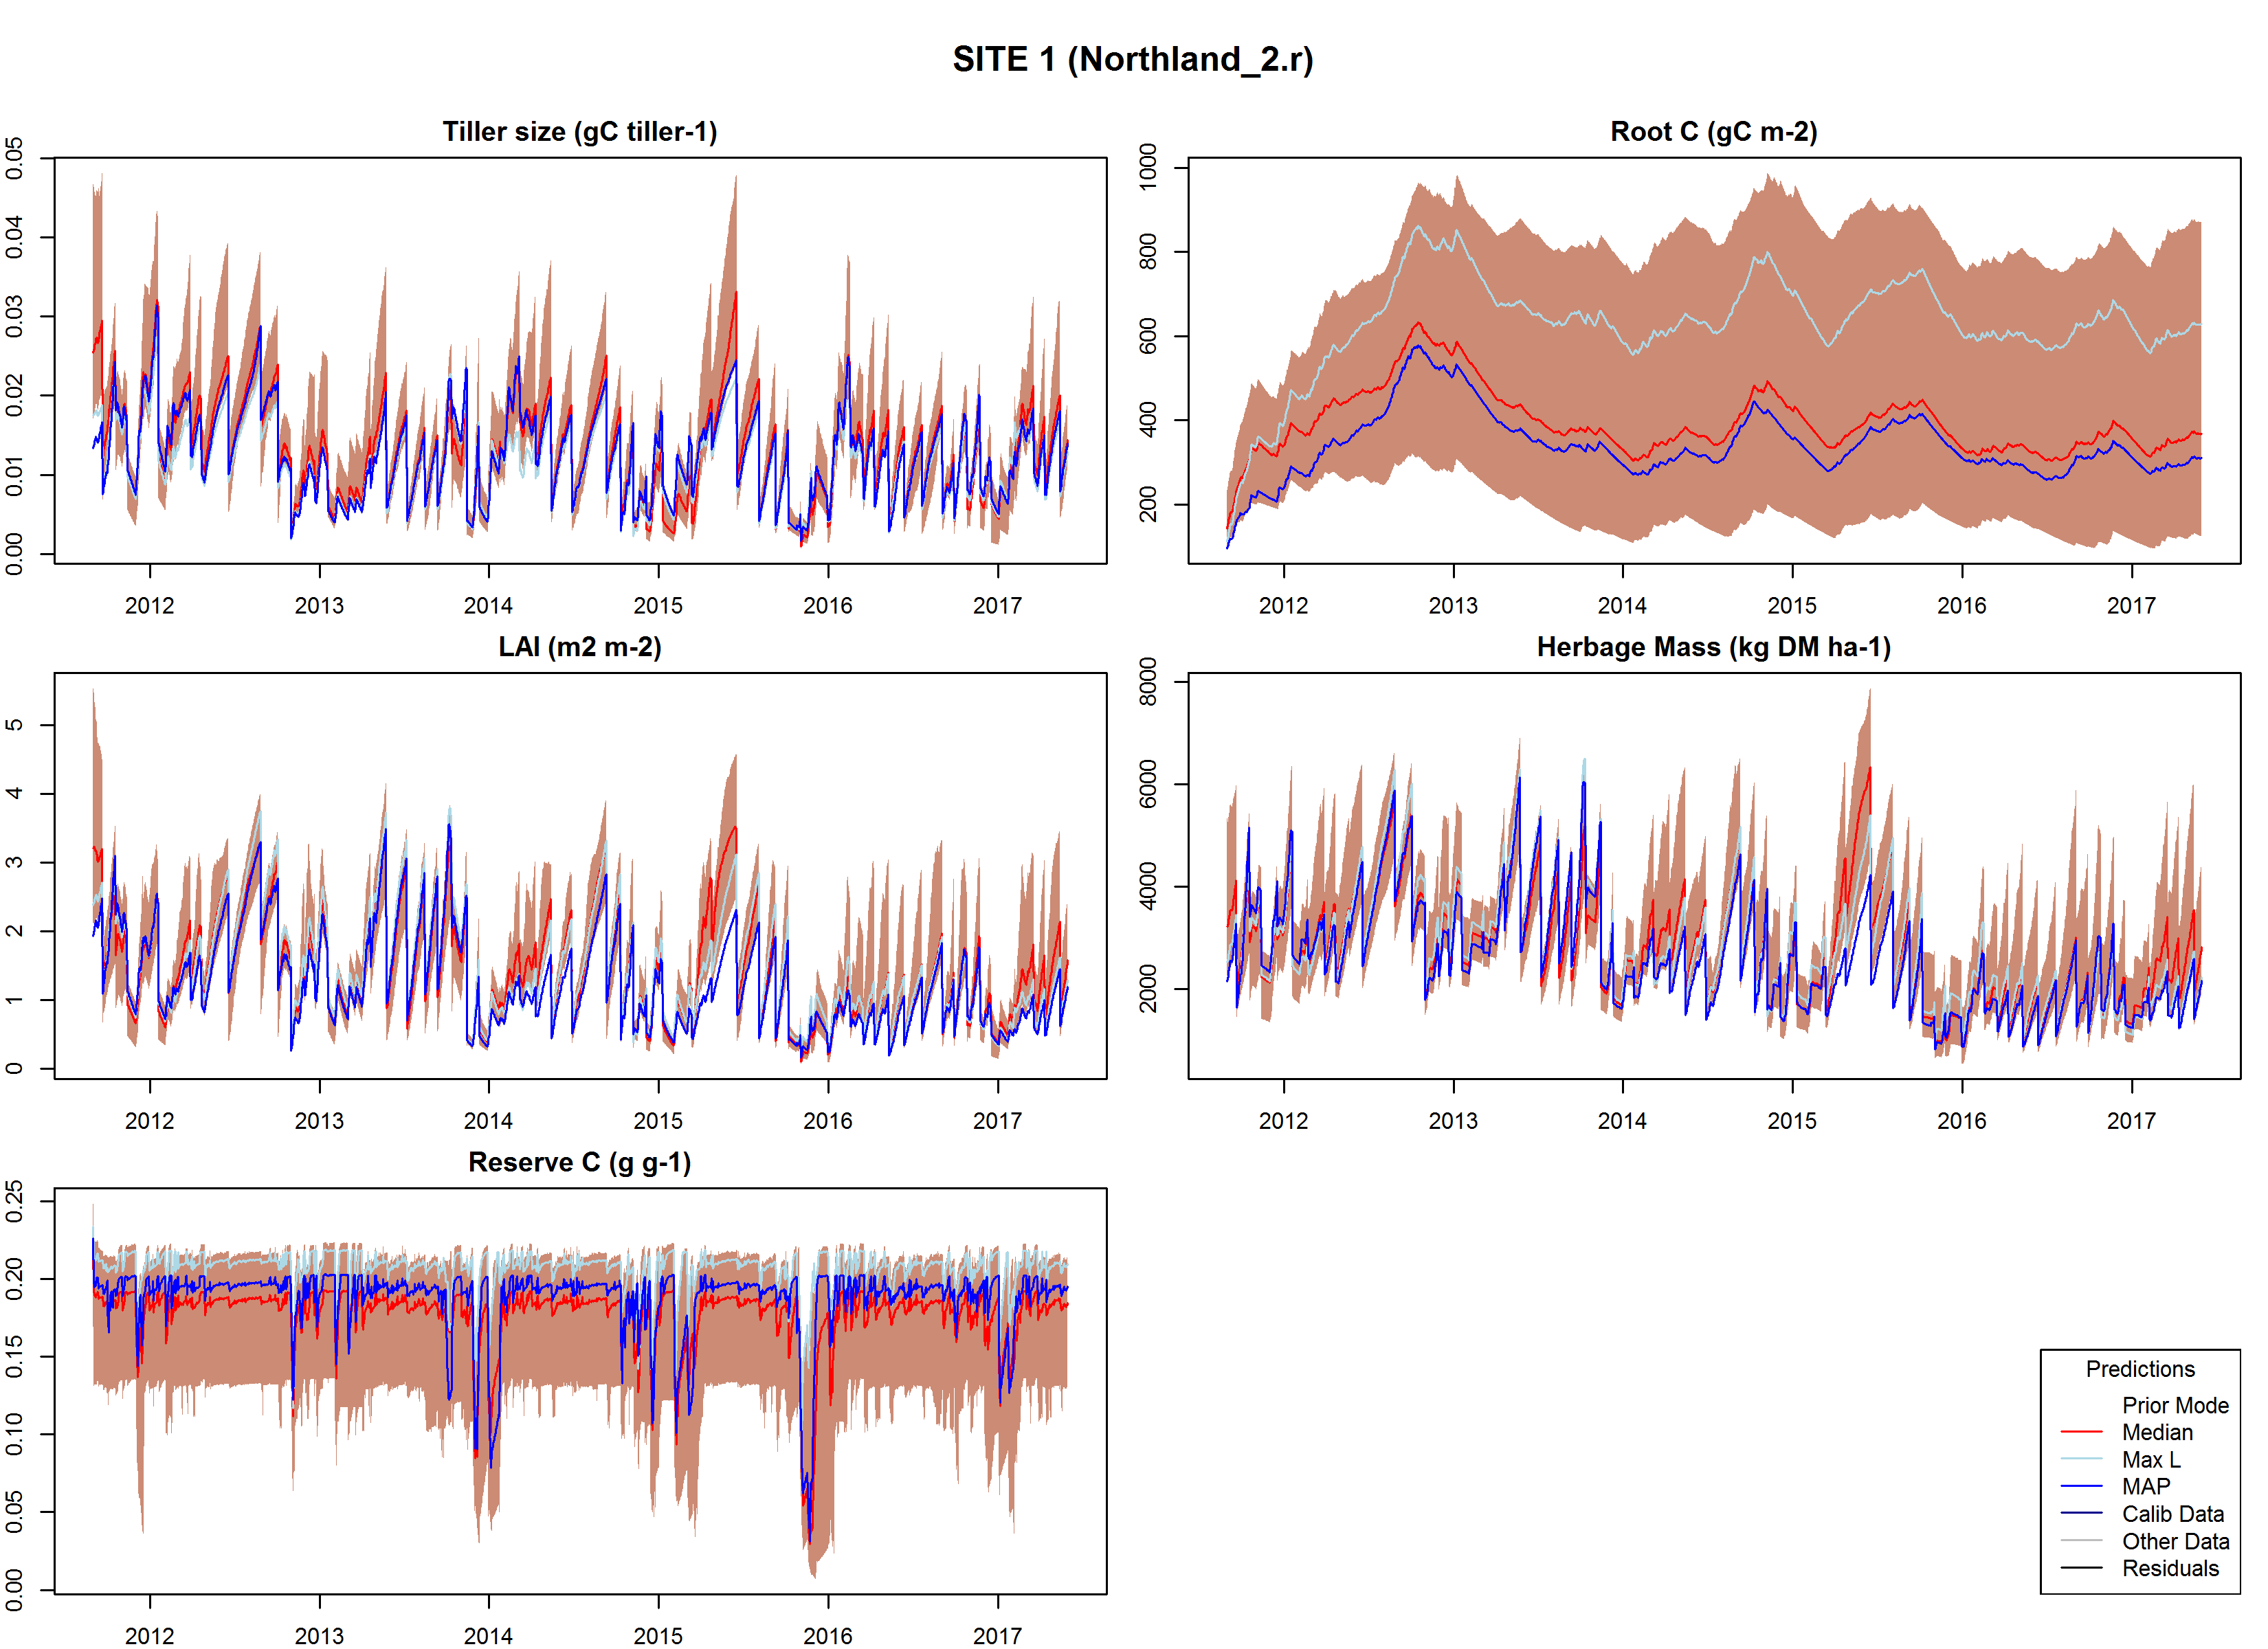 SITE 1 (Northland_2.r)
Tiller size (gC tiller-1)
0.05
0.04
0.03
0.02
0.01
0.00
2012 2013 2014 2015 2016 2017
Root C (gC m-2)
1000
800
600
400
200
2012 2013 2014 2015 2016 2017
LAI (m2 m-2)
5
4
3
2
1
0
2012 2013 2014 2015 2016 2017
Herbage Mass (kg DM ha-1)
8000
6000
4000
2000
2012 2013 2014 2015 2016 2017
Reserve C (g g-1)
0.25
0.20
0.15
0.10
0.05
0.00
2012 2013 2014 2015 2016 2017
Predictions
Prior Mode
Median
Max L
MAP
Calib Data
Other Data
Residuals